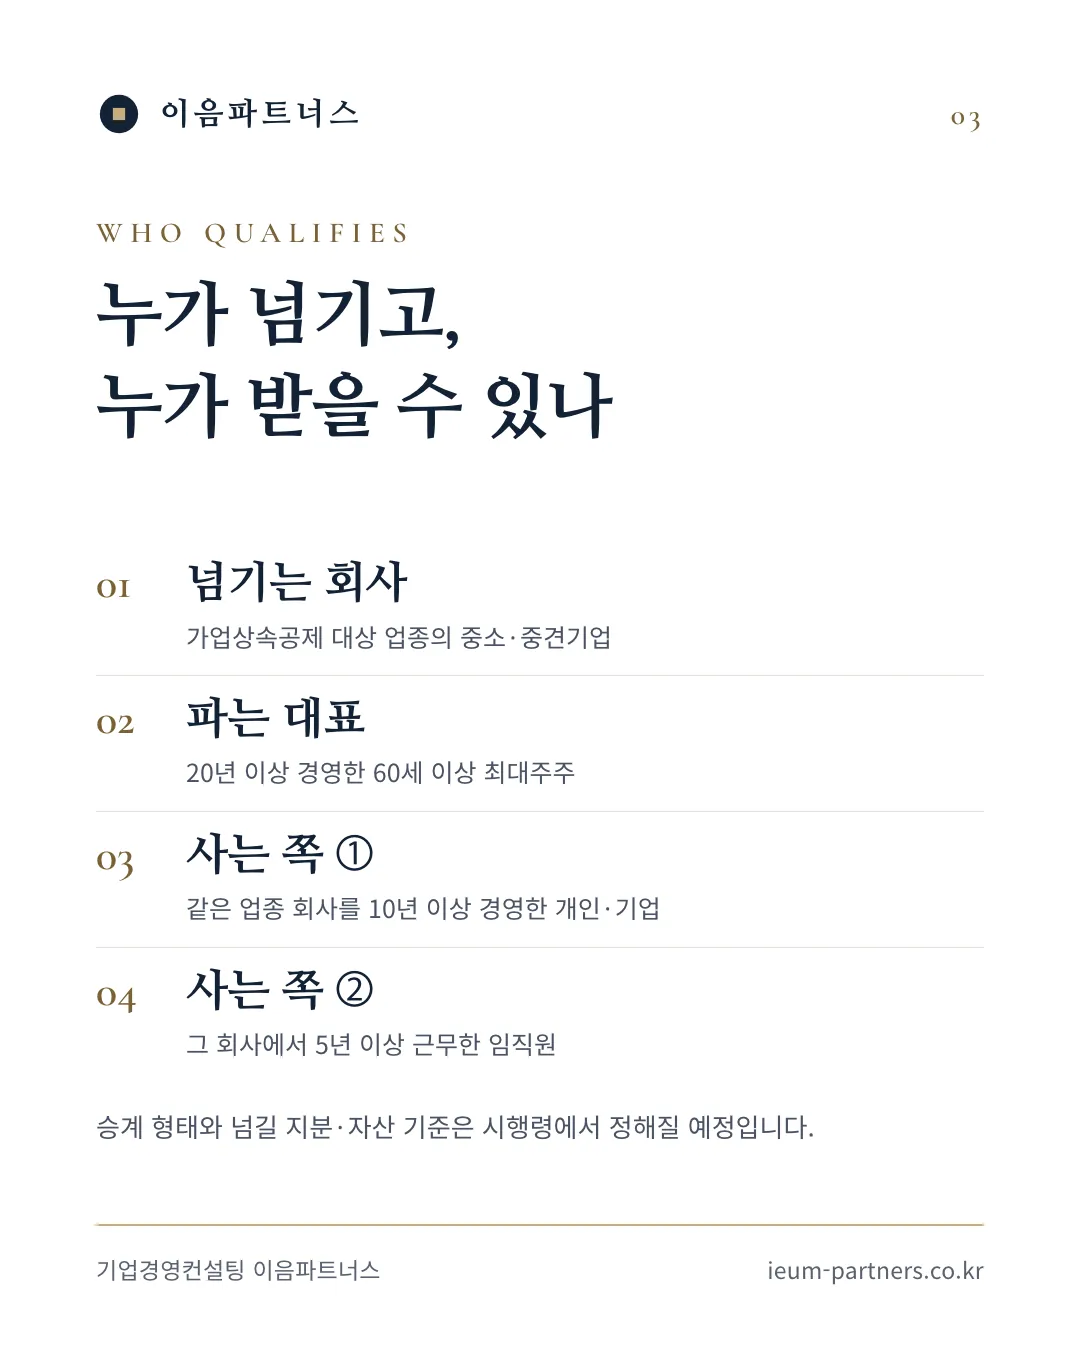 이음파트너스
03
WHO QUALIFIES
누가 넘기고,
누가 받을 수 있나
01
넘기는 회사
가업상속공제 대상 업종의 중소·중견기업
02
파는 대표
20년 이상 경영한 60세 이상 최대주주
03
사는 쪽 ①
같은 업종 회사를 10년 이상 경영한 개인·기업
04
사는 쪽 ②
그 회사에서 5년 이상 근무한 임직원
승계 형태와 넘길 지분·자산 기준은 시행령에서 정해질 예정입니다.
기업경영컨설팅 이음파트너스
ieum-partners.co.kr